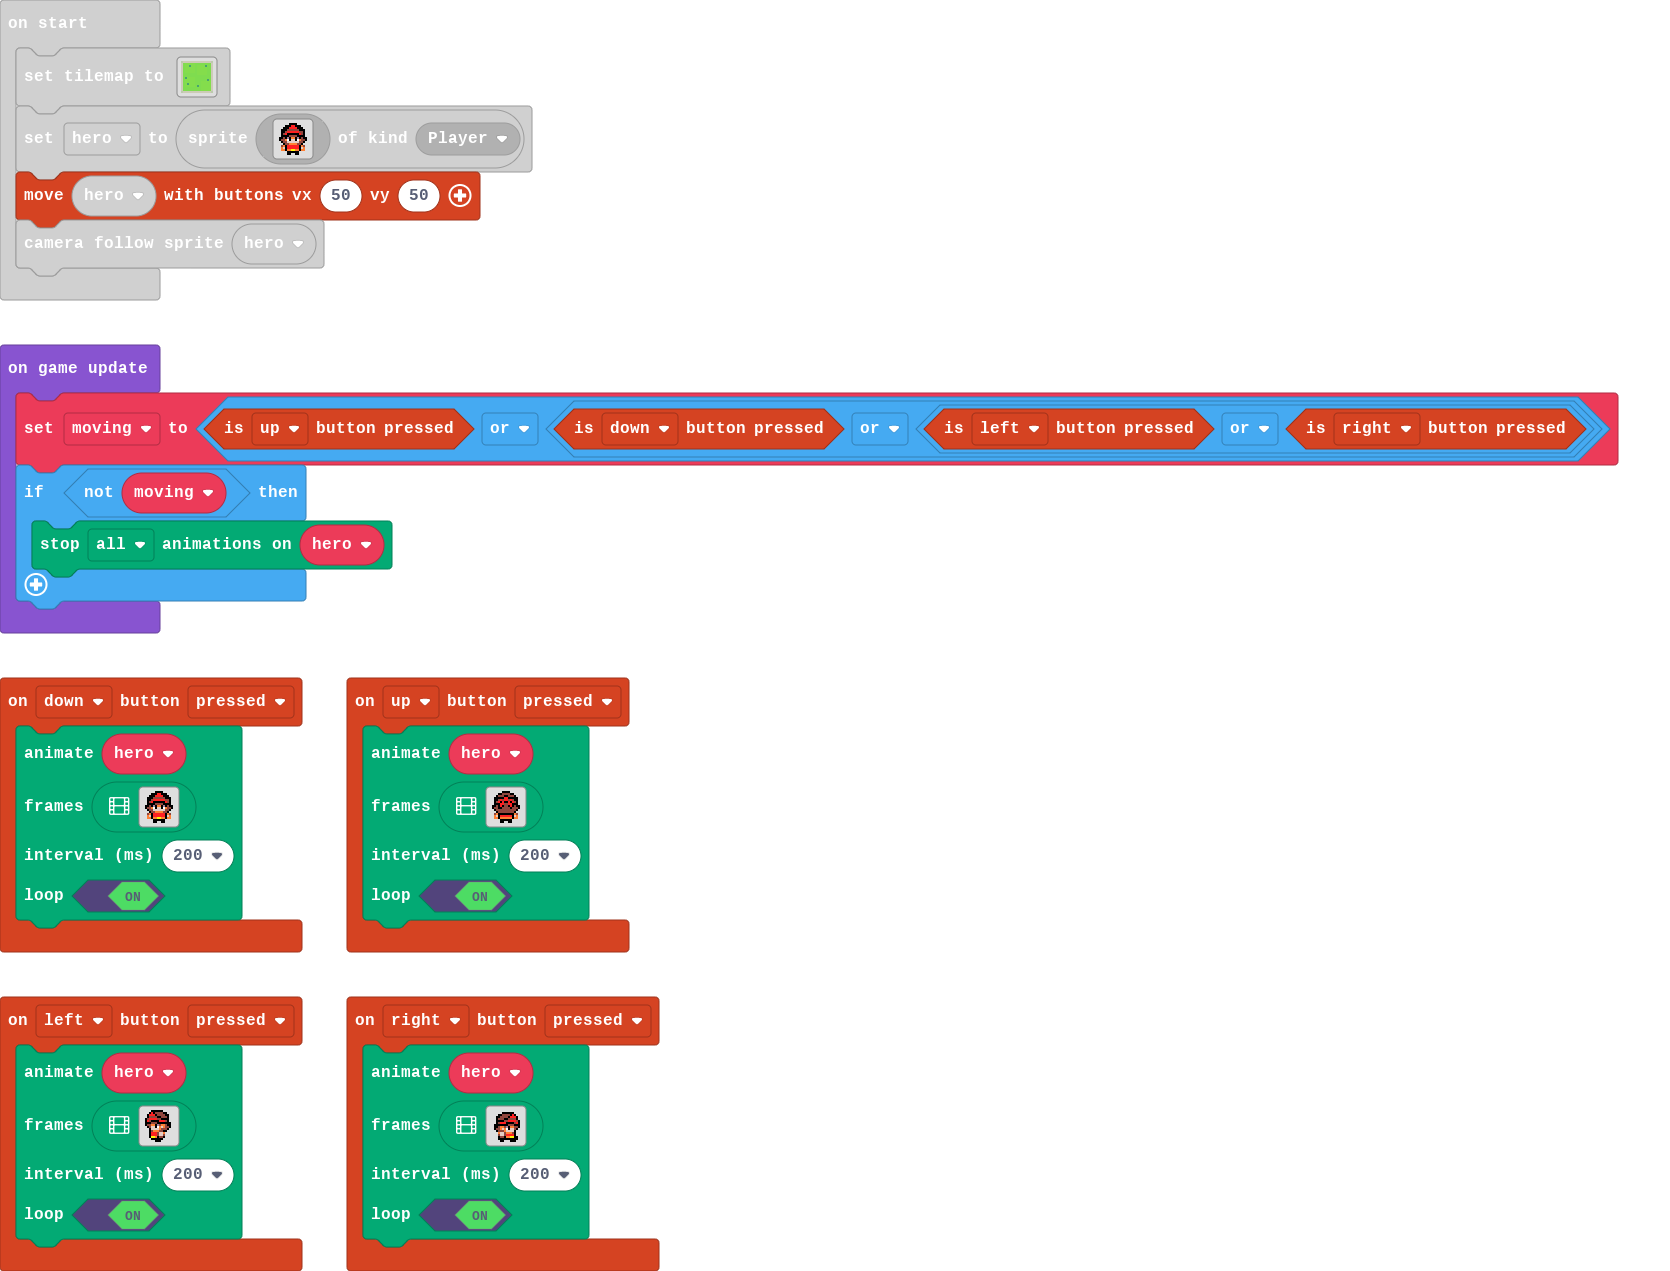 on start
set tilemap to
set hero to sprite of kind Player
move hero with buttons vx 50 vy 50
camera follow sprite hero
on game update
set moving to is up button pressed or is down button pressed or is left button pressed or is right button pressed
if not moving then
stop all animations on hero
on down button pressed
animate hero
frames
interval (ms) 200
loop ON
on up button pressed
animate hero
frames
interval (ms) 200
loop ON
on left button pressed
animate hero
frames
interval (ms) 200
loop ON
on right button pressed
animate hero
frames
interval (ms) 200
loop ON